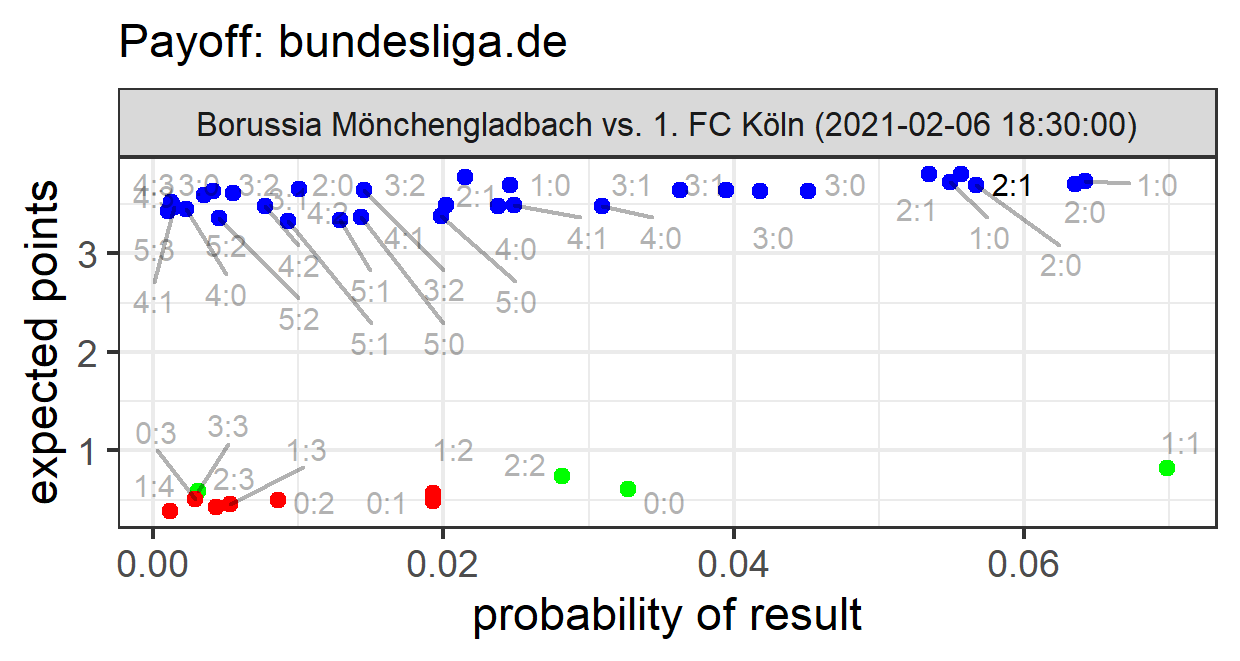 Payoff: bundesliga.de
Borussia Mönchengladbach vs. 1. FC Köln (2021-02-06 18:30:00)
expected points
3
2
1
4:3 3:0 3:2 2:0 3:2 1:0 3:1 3:1 3:0 2:1 1:0
3:1 2:1
4:2 2:1 2:0
5:3 5:2 4:1 4:0 4:1 4:0 3:0 1:0
4:2 2:0
4:1 4:0 5:1 3:2 5:0
5:2
5:1 5:0
0:3 3:3 1:3 1:2 1:1
1:4 2:3 2:2
0:2 0:1 0:0
0.00 0.02 0.04 0.06
probability of result